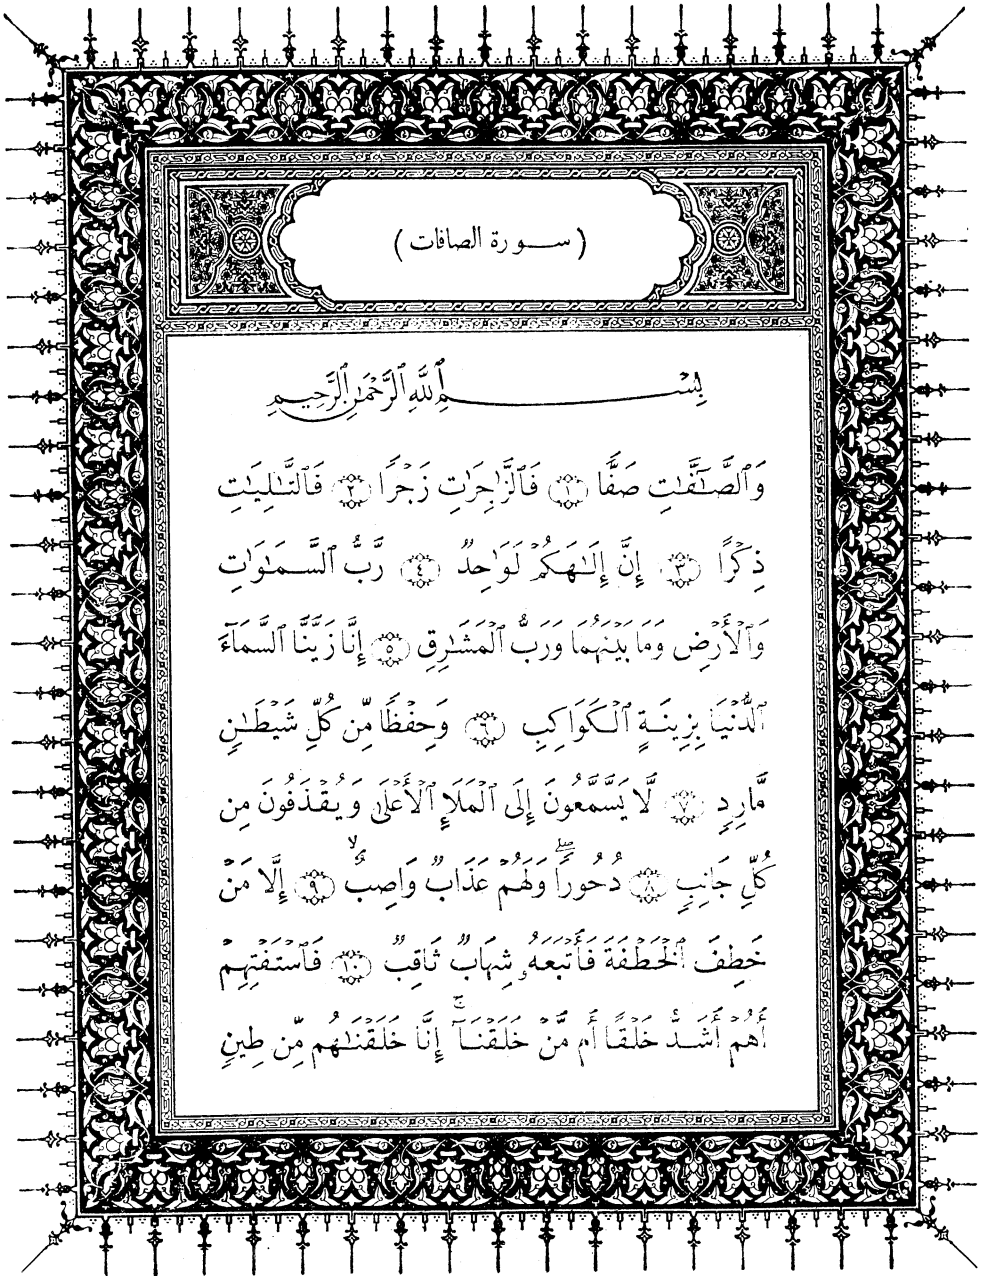 ( سورة الصافات )
بِسْمِ ٱللَّهِ ٱلرَّحْمَٰنِ ٱلرَّحِيمِ
وَٱلصَّٰٓفَّٰتِ صَفًّا ١ فَٱلزَّٰجِرَٰتِ زَجْرًا ٢ فَٱلتَّٰلِيَٰتِ
ذِكْرًا ٣ إِنَّ إِلَٰهَكُمْ لَوَٰحِدٌ ٤ رَّبُّ ٱلسَّمَٰوَٰتِ
وَٱلْأَرْضِ وَمَا بَيْنَهُمَا وَرَبُّ ٱلْمَشَٰرِقِ ٥ إِنَّا زَيَّنَّا ٱلسَّمَآءَ
ٱلدُّنْيَا بِزِينَةٍ ٱلْكَوَاكِبِ ٦ وَحِفْظًا مِّن كُلِّ شَيْطَٰنٍ
مَّارِدٍ ٧ لَّا يَسَّمَّعُونَ إِلَى ٱلْمَلَإِ ٱلْأَعْلَىٰ وَيُقْذَفُونَ مِن
كُلِّ جَانِبٍ ٨ دُحُورًا ۖ وَلَهُمْ عَذَابٌ وَاصِبٌ ۙ ٩ إِلَّا مَنْ
خَطِفَ ٱلْخَطْفَةَ فَأَتْبَعَهُۥ شِهَابٌ ثَاقِبٌ ١٠ فَٱسْتَفْتِهِمْ
أَهُمْ أَشَدُّ خَلْقًا أَم مَّنْ خَلَقْنَآ ۚ إِنَّا خَلَقْنَٰهُم مِّن طِينٍ